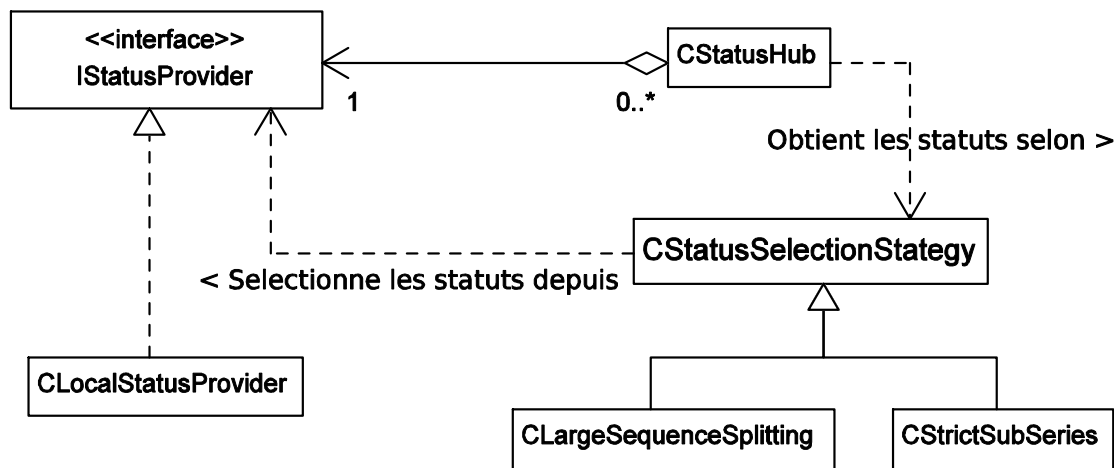 <<interface>>
IStatusProvider
CStatusHub
1
0..*
Obtient les statuts selon >
CStatusSelectionStategy
< Selectionne les statuts depuis
CLocalStatusProvider
CLargeSequenceSplitting
CStrictSubSeries